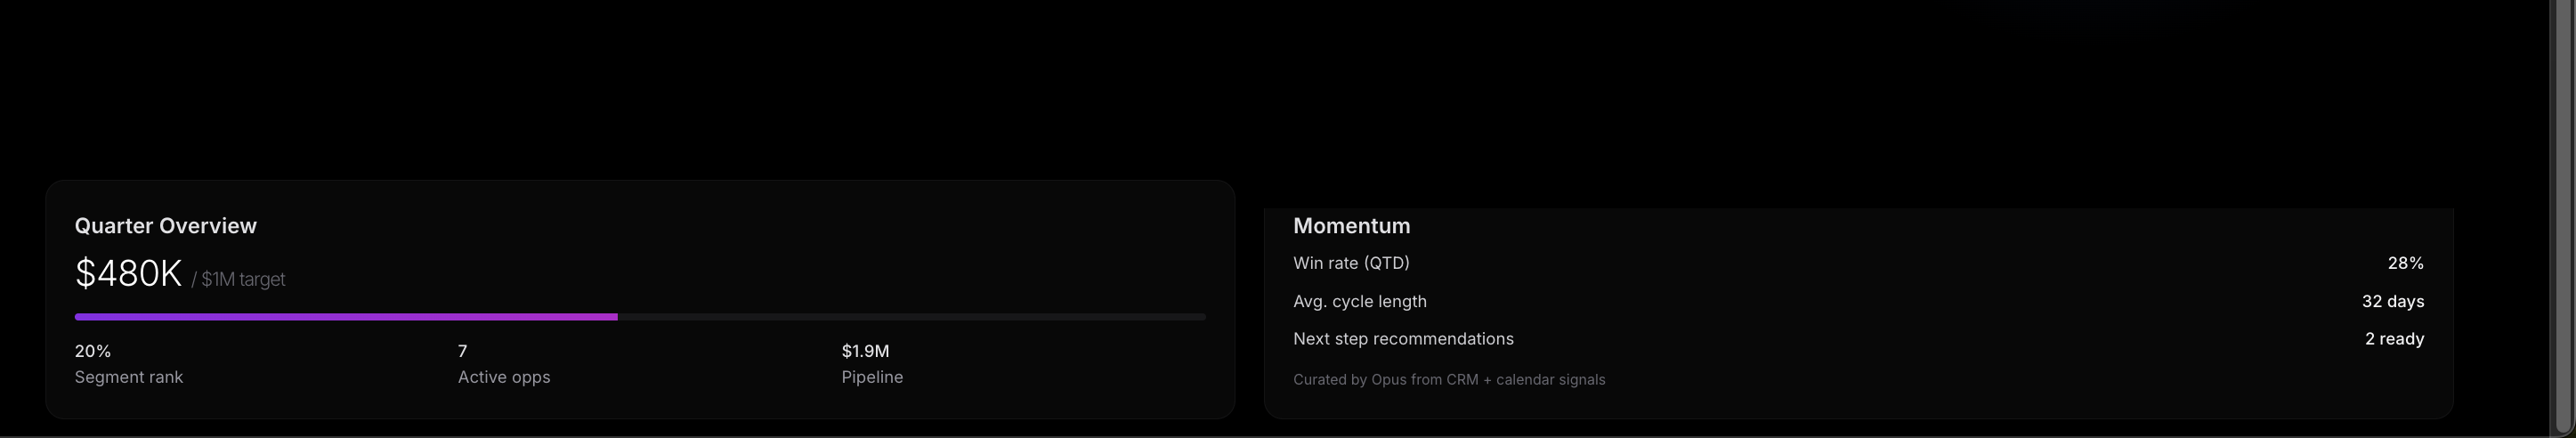 Quarter Overview
$480K / $1M target
20%
Segment rank
7
Active opps
$1.9M
Pipeline
Momentum
Win rate (QTD) 28%
Avg. cycle length 32 days
Next step recommendations 2 ready
Curated by Opus from CRM + calendar signals